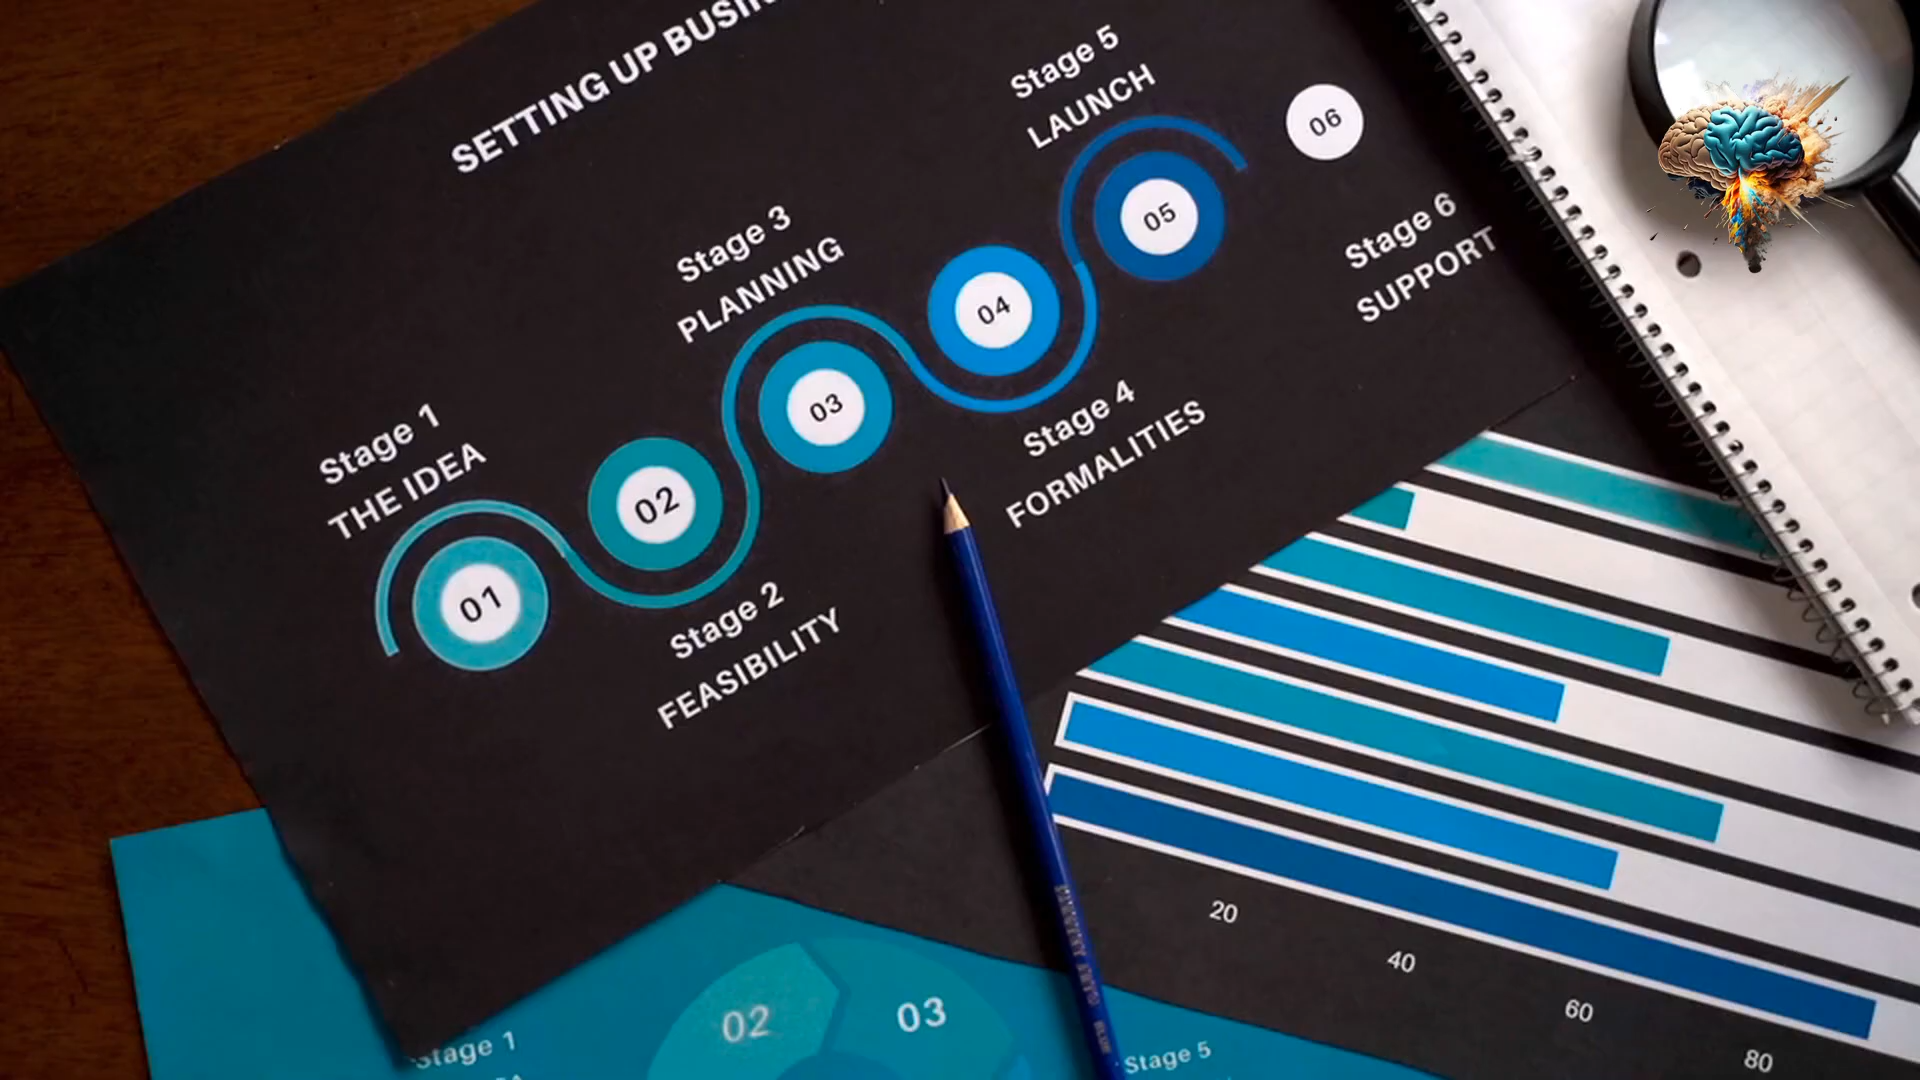 SETTING UP
Stage 1
THE IDEA
01
02
Stage 2
FEASIBILITY
Stage 3
PLANNING
03
04
Stage 4
FORMALITIES
Stage 5
LAUNCH
05
06
Stage 6
SUPPORT
20
40
60
80
Stage 1
02
03
Stage 5